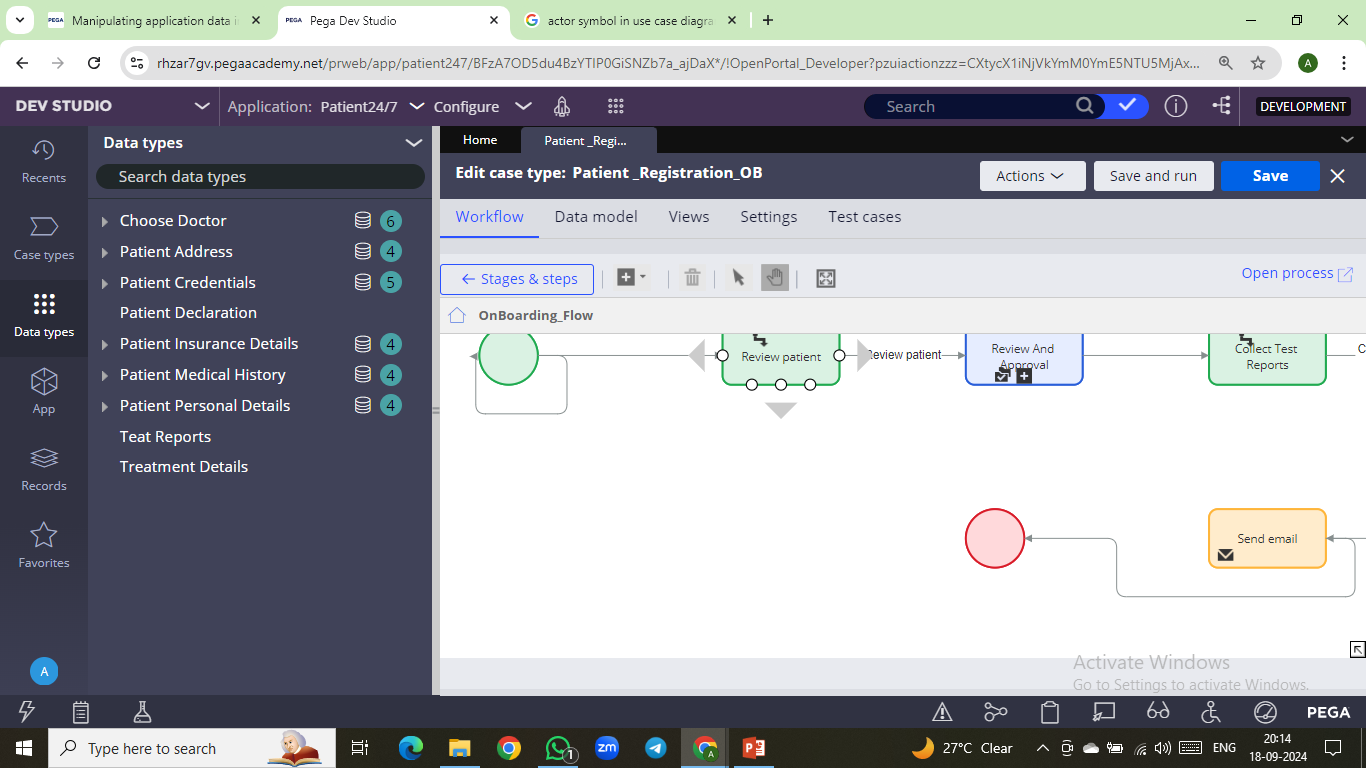 PEGA Manipulating application data i
PEGA Pega Dev Studio
actor symbol in use case diagra
rhzar7gv.pegaacademy.net/prweb/app/patient247/BFzA7OD5du4BzYTIP0GiSNZb7a_ajDaX*/!OpenPortal_Developer?pzuiactionzzz=CXtycX1iNjVkYmM0YmE5NTU5MjAx...
A
DEV STUDIO
Application: Patient24/7
Configure
Search
DEVELOPMENT
Recents
Case types
Data types
App
Records
Favorites
A
Data types
Search data types
Choose Doctor 6
Patient Address 4
Patient Credentials 5
Patient Declaration
Patient Insurance Details 4
Patient Medical History 4
Patient Personal Details 4
Teat Reports
Treatment Details
Home
Patient _Regi...
Edit case type: Patient _Registration_OB
Actions
Save and run
Save
Workflow
Data model
Views
Settings
Test cases
← Stages & steps
Open process
OnBoarding_Flow
Review patient
Review patient
Review And
Approval
Collect Test
Reports
C
Send email
Activate Windows
Go to Settings to activate Windows.
PEGA
Type here to search
1
zm
A
27°C Clear
ENG
20:14
18-09-2024